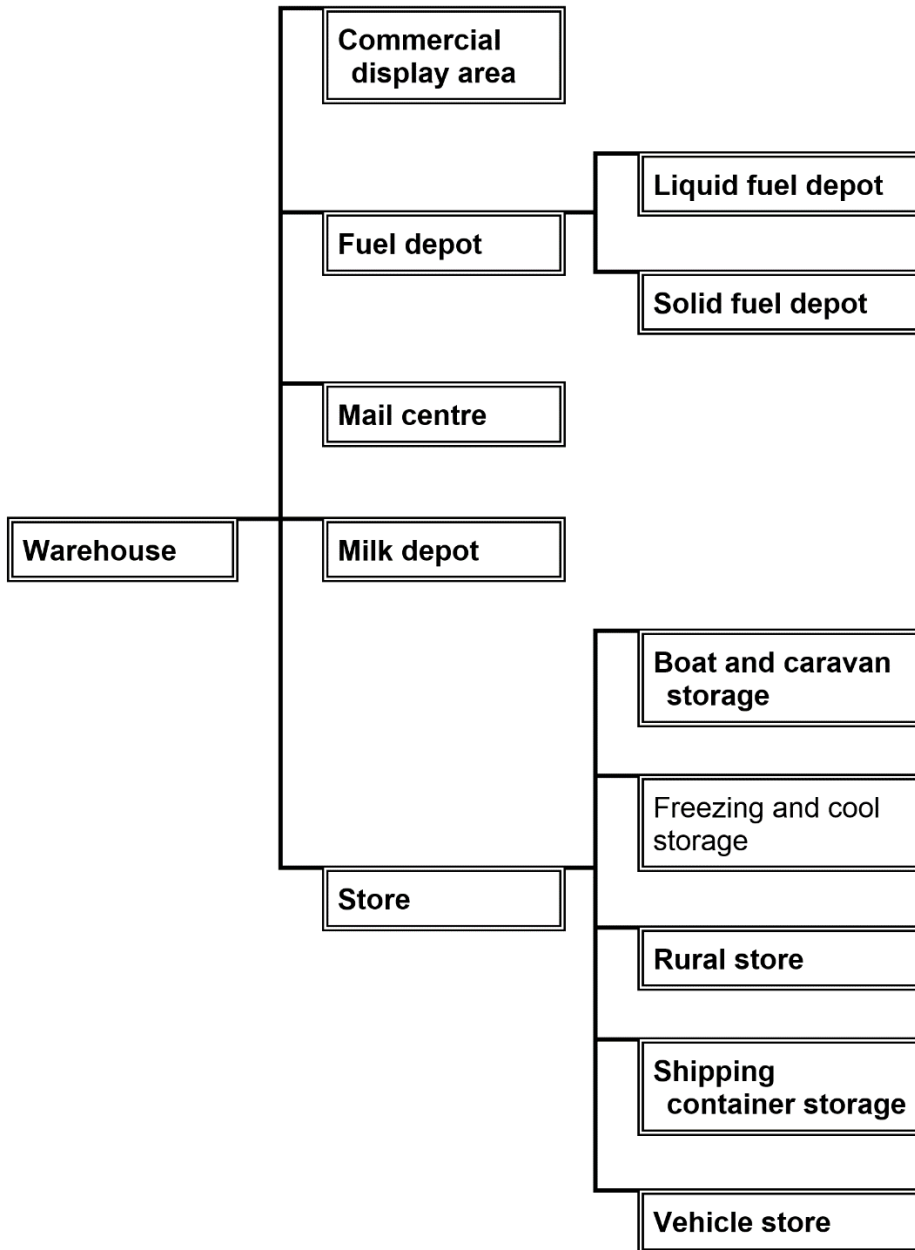 Commercial
display area
Liquid fuel depot
Fuel depot
Solid fuel depot
Mail centre
Warehouse
Milk depot
Boat and caravan
storage
Freezing and cool
storage
Store
Rural store
Shipping
container storage
Vehicle store